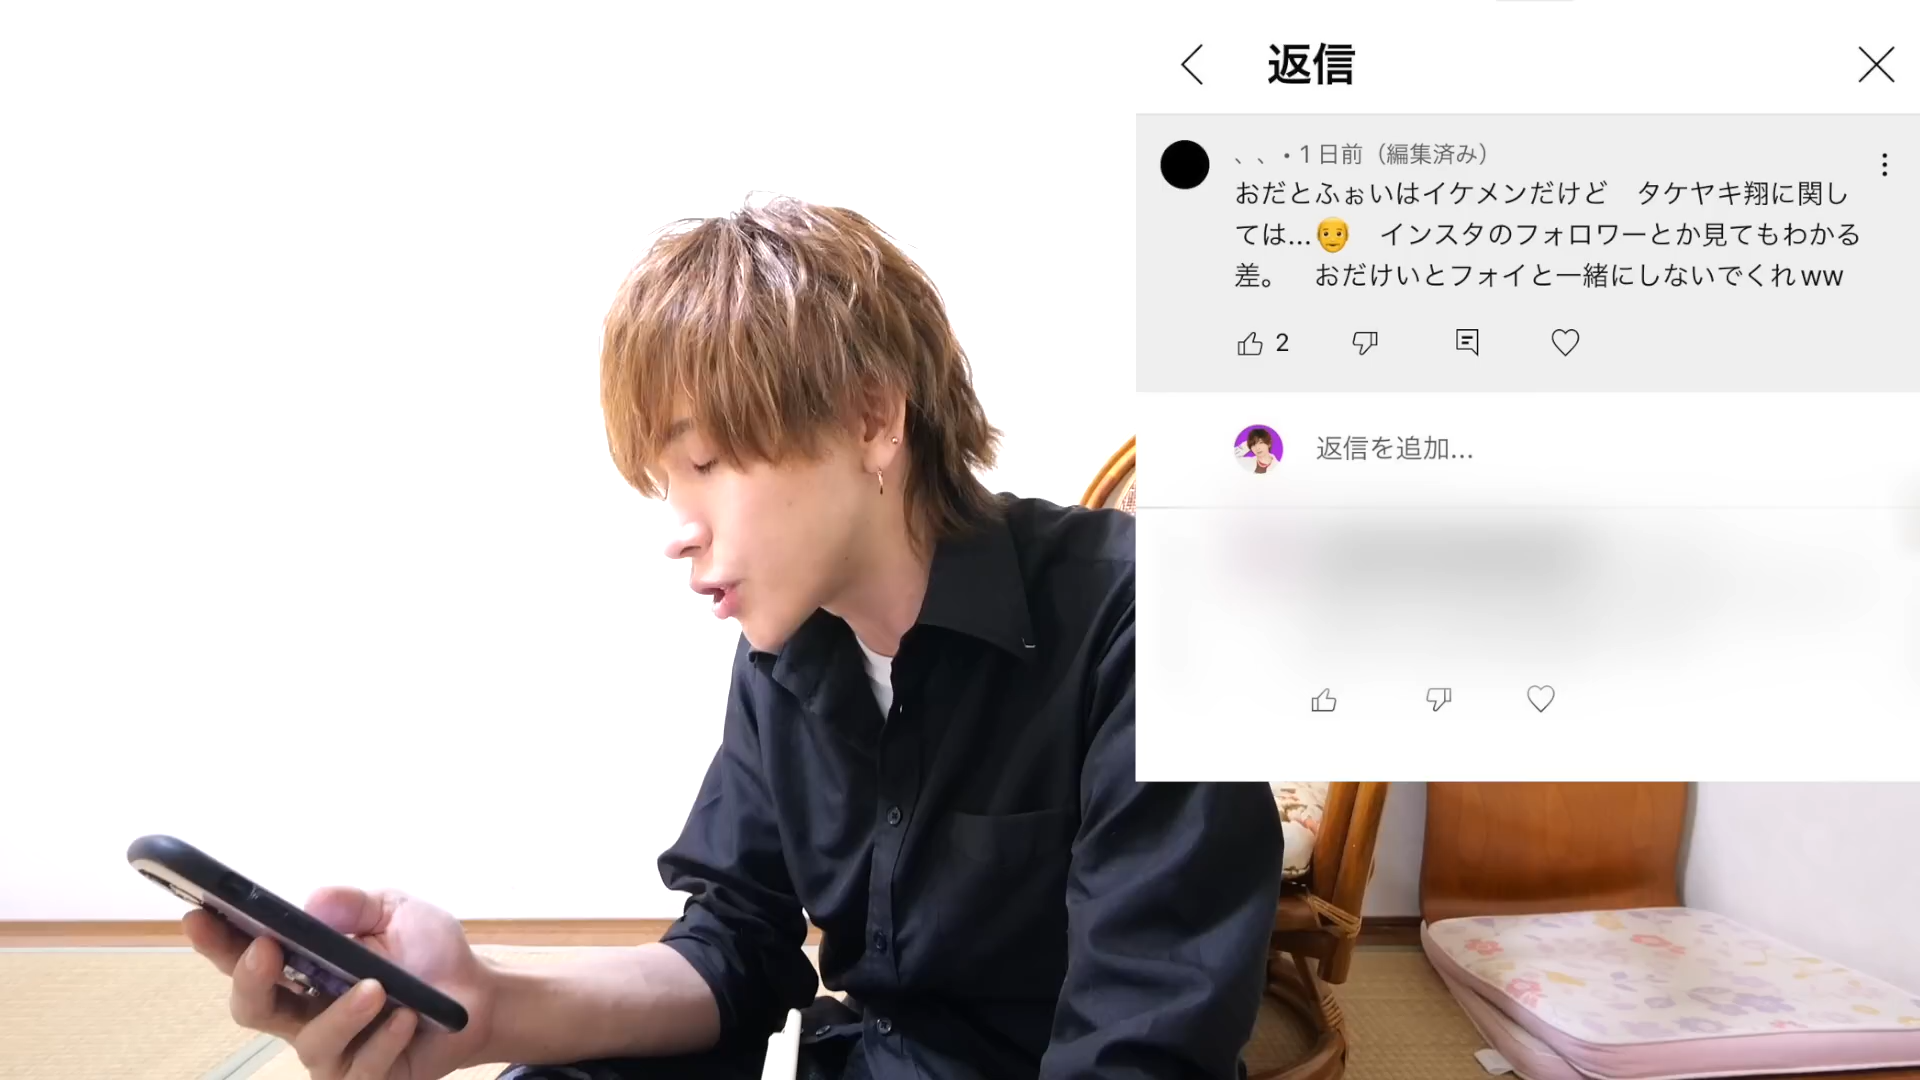 返信
、、・1日前（編集済み）
おだとふぉいはイケメンだけど　タケヤキ翔に関し
ては...👴　インスタのフォロワーとか見てもわかる
差。　おだけいとフォイと一緒にしないでくれww
2
返信を追加...